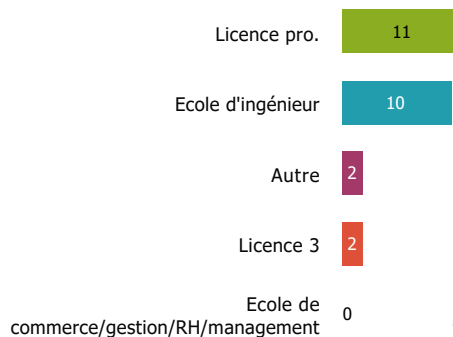 Licence pro. 11
Ecole d'ingénieur 10
Autre 2
Licence 3 2
Ecole de
commerce/gestion/RH/management 0